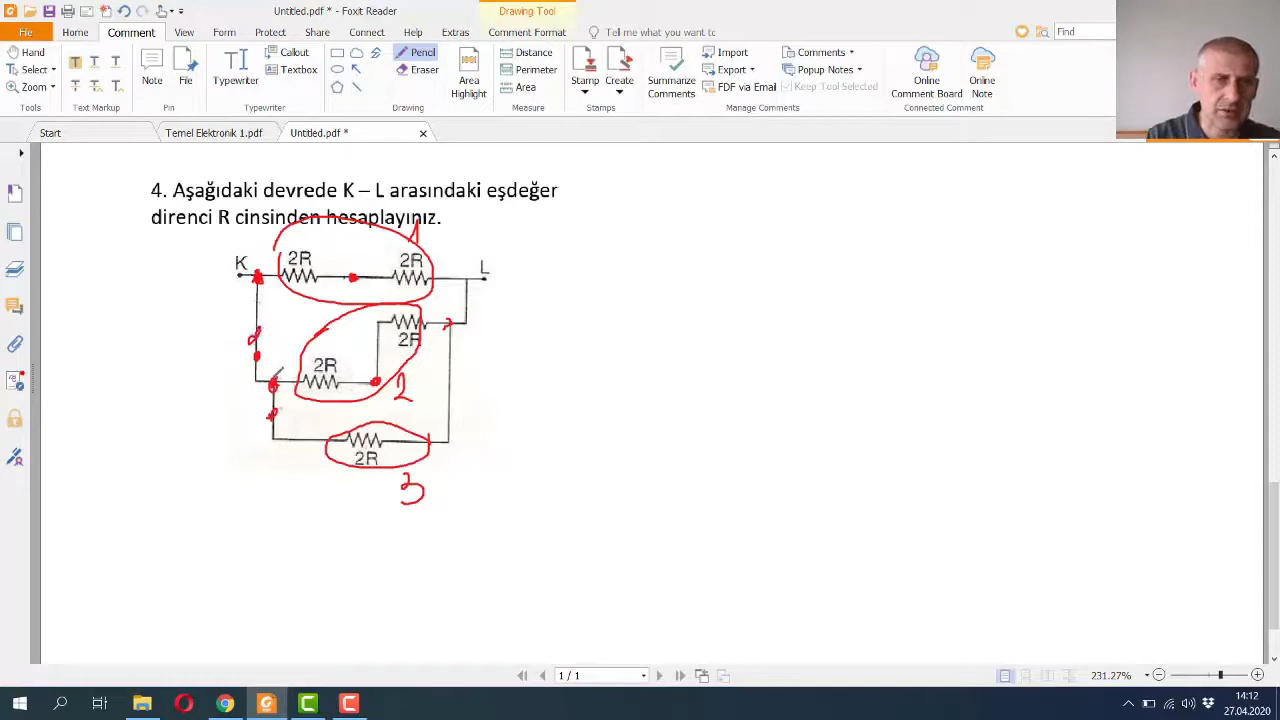 Untitled.pdf * - Foxit Reader
Drawing Tool
File Home Comment View Form Protect Share Connect Help Extras Comment Format Tell me what you want tc Find
Hand
Select
Zoom
Tools
T T T
T T T
Text Markup
Note
File
Pin
Typewriter
Callout
Textbox
Typewriter
Pencil
Eraser
Drawing
Area
Highlight
Distance
Perimeter
Area
Measure
Stamp
Create
Stamps
Summarize
Comments
Import
Export
FDF via Email
Comments
Popup Notes
Keep Tool Selected
Manage Comments
Online
Comment Board
Online
Note
Connected Comment
Start
Temel Elektronik 1.pdf
Untitled.pdf *
4. Aşağıdaki devrede K – L arasındaki eşdeğer
direnci R cinsinden hesaplayınız.
1
K 2R 2R L
2R
2R
2
2R
3
1 / 1
231.27%
14:12
27.04.2020